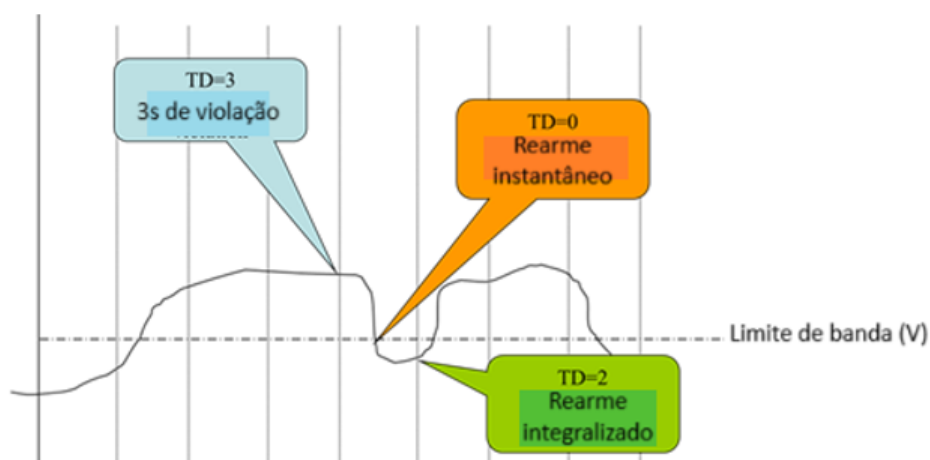 TD=3
3s de violação
TD=0
Rearme
instantâneo
Limite de banda (V)
TD=2
Rearme
integralizado